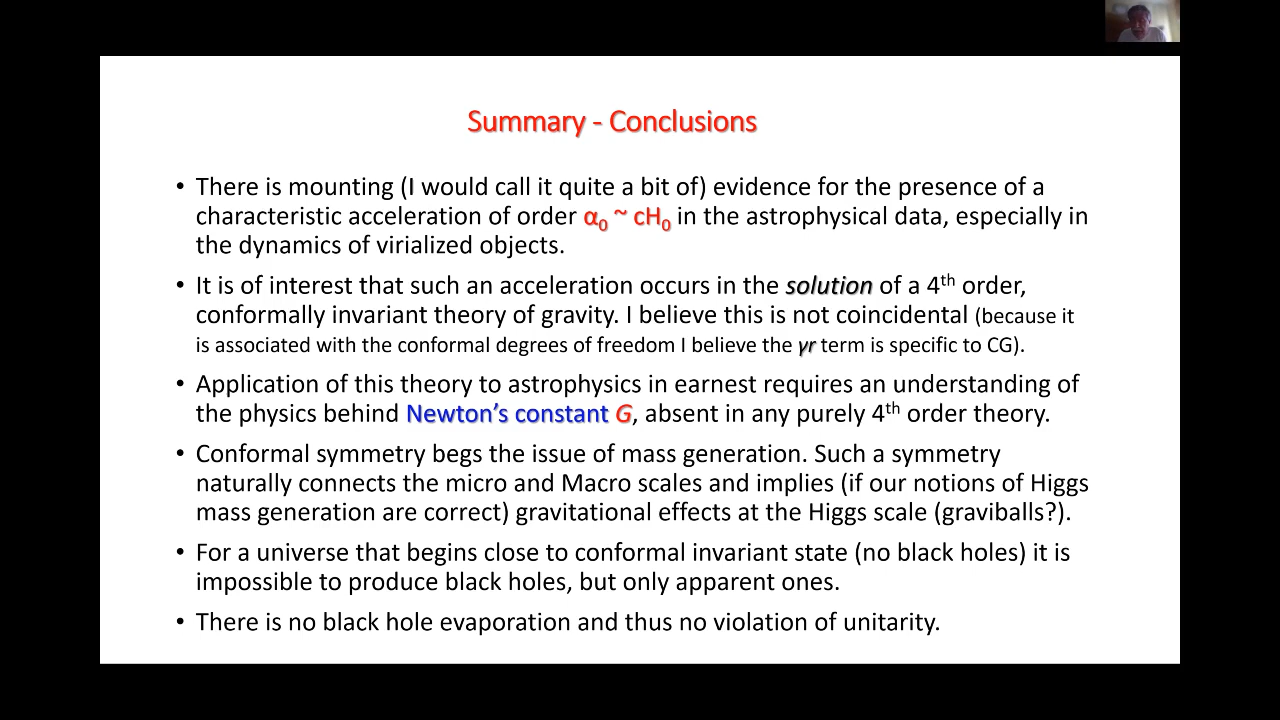 Summary - Conclusions
• There is mounting (I would call it quite a bit of) evidence for the presence of a
characteristic acceleration of order α₀ ~ cH₀ in the astrophysical data, especially in
the dynamics of virialized objects.
• It is of interest that such an acceleration occurs in the solution of a 4th order,
conformally invariant theory of gravity. I believe this is not coincidental (because it
is associated with the conformal degrees of freedom I believe the γr term is specific to CG).
• Application of this theory to astrophysics in earnest requires an understanding of
the physics behind Newton’s constant G, absent in any purely 4th order theory.
• Conformal symmetry begs the issue of mass generation. Such a symmetry
naturally connects the micro and Macro scales and implies (if our notions of Higgs
mass generation are correct) gravitational effects at the Higgs scale (graviballs?).
• For a universe that begins close to conformal invariant state (no black holes) it is
impossible to produce black holes, but only apparent ones.
• There is no black hole evaporation and thus no violation of unitarity.